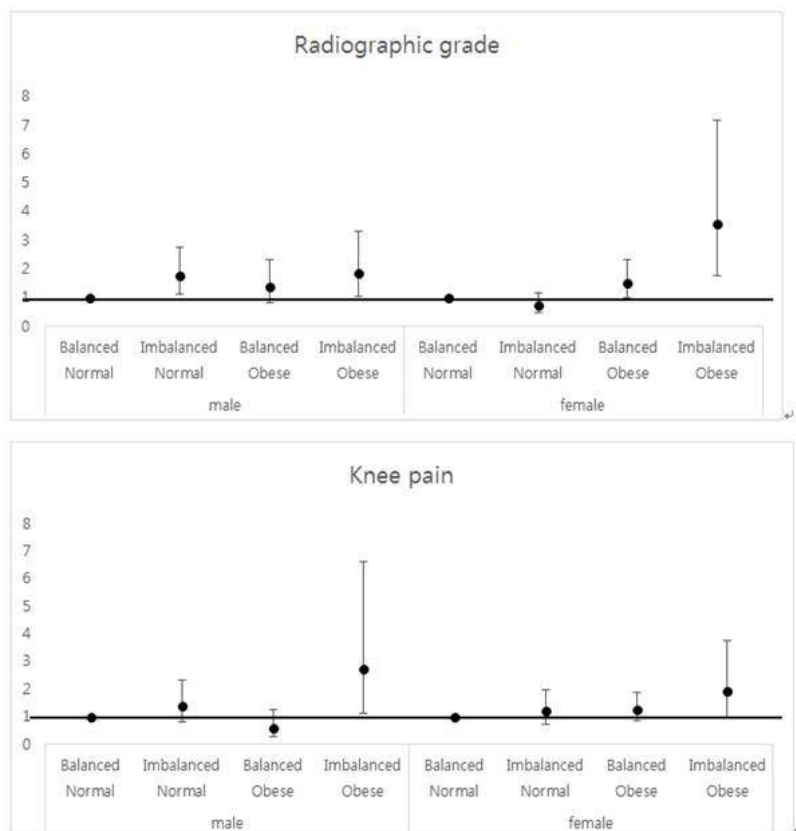 Radiographic grade
8
7
6
5
4
3
2
1
0
Balanced Imbalanced Balanced Imbalanced Balanced Imbalanced Balanced Imbalanced
Normal Normal Obese Obese Normal Normal Obese Obese
male female
Knee pain
8
7
6
5
4
3
2
1
0
Balanced Imbalanced Balanced Imbalanced Balanced Imbalanced Balanced Imbalanced
Normal Normal Obese Obese Normal Normal Obese Obese
male female